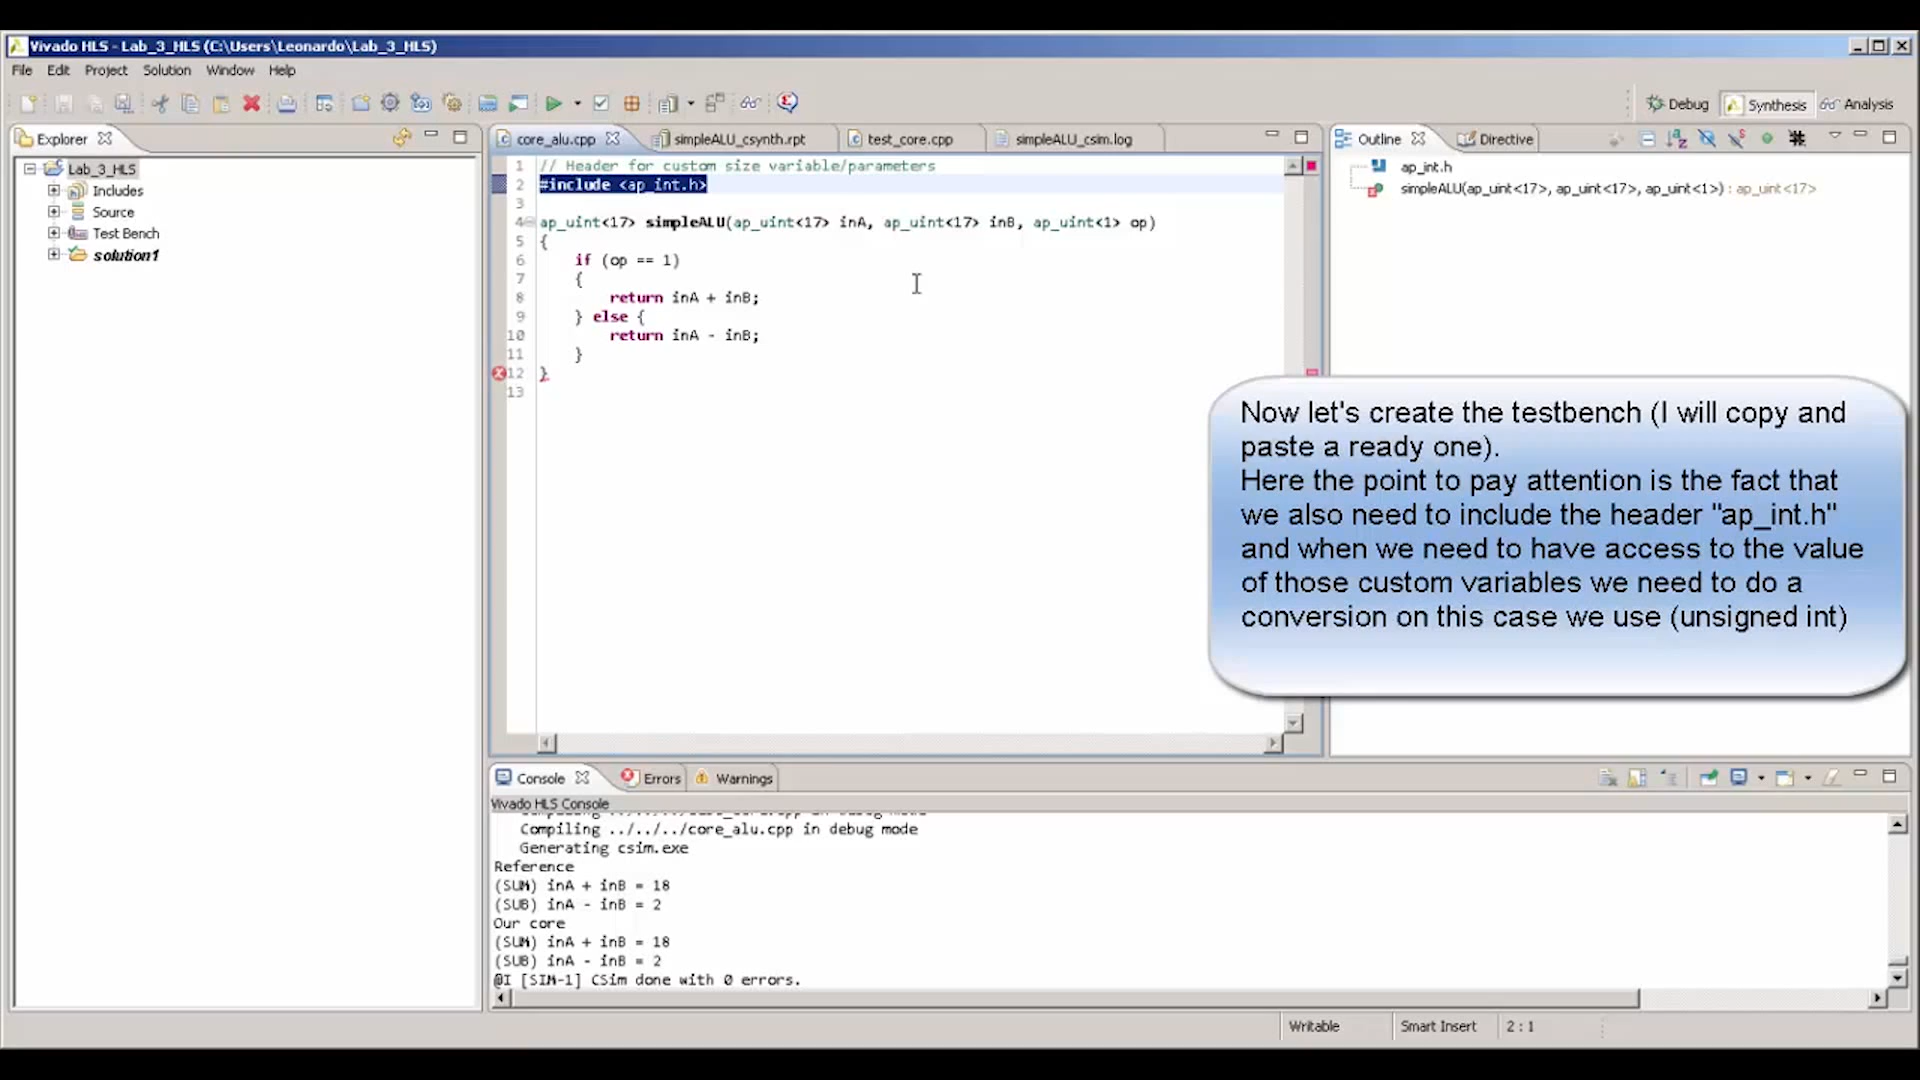 Vivado HLS - Lab_3_HLS (C:\Users\Leonardo\Lab_3_HLS)
File Edit Project Solution Window Help
Debug Synthesis Analysis
Explorer
Lab_3_HLS
Includes
Source
Test Bench
solution1
core_alu.cpp simpleALU_csynth.rpt test_core.cpp simpleALU_csim.log
1 // Header for custom size variable/parameters
2 #include <ap_int.h>
3
4 ap_uint<17> simpleALU(ap_uint<17> inA, ap_uint<17> inB, ap_uint<1> op)
5 {
6 if (op == 1)
7 {
8 return inA + inB;
9 } else {
10 return inA - inB;
11 }
12 }
13
Outline Directive
ap_int.h
simpleALU(ap_uint<17>, ap_uint<17>, ap_uint<1>) : ap_uint<17>
Now let's create the testbench (I will copy and
paste a ready one).
Here the point to pay attention is the fact that
we also need to include the header "ap_int.h"
and when we need to have access to the value
of those custom variables we need to do a
conversion on this case we use (unsigned int)
Console Errors Warnings
Vivado HLS Console
Compiling ../../../core_alu.cpp in debug mode
Generating csim.exe
Reference
(SUM) inA + inB = 18
(SUB) inA - inB = 2
Our core
(SUM) inA + inB = 18
(SUB) inA - inB = 2
@I [SIM-1] CSim done with 0 errors.
Writable Smart Insert 2 : 1